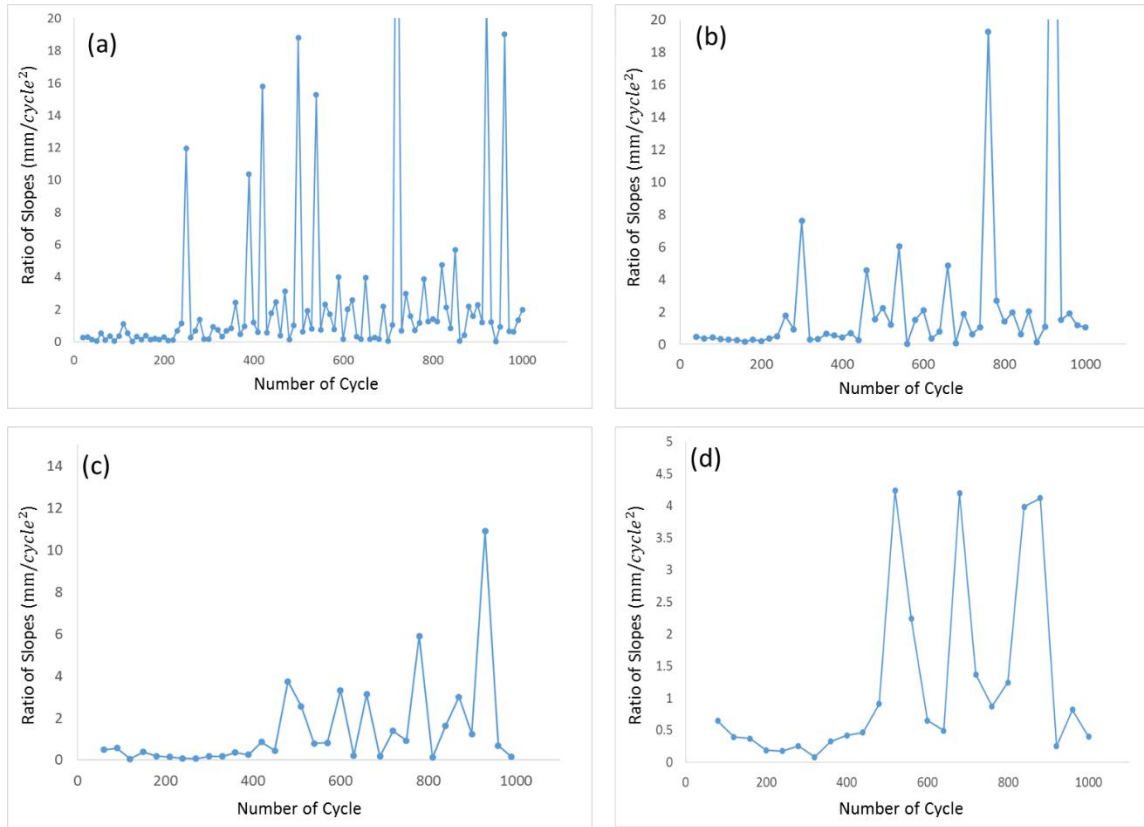 (a)
20
18
16
14
12
10
8
6
4
2
0
0 200 400 600 800 1000
Number of Cycle
Ratio of Slopes (mm/cycle²)
(b)
20
18
16
14
12
10
8
6
4
2
0
0 200 400 600 800 1000
Number of Cycle
Ratio of Slopes (mm/cycle²)
(c)
14
12
10
8
6
4
2
0
0 200 400 600 800 1000
Number of Cycle
Ratio of Slopes (mm/cycle²)
(d)
5
4.5
4
3.5
3
2.5
2
1.5
1
0.5
0
0 200 400 600 800 1000
Number of Cycle
Ratio of Slopes (mm/cycle²)